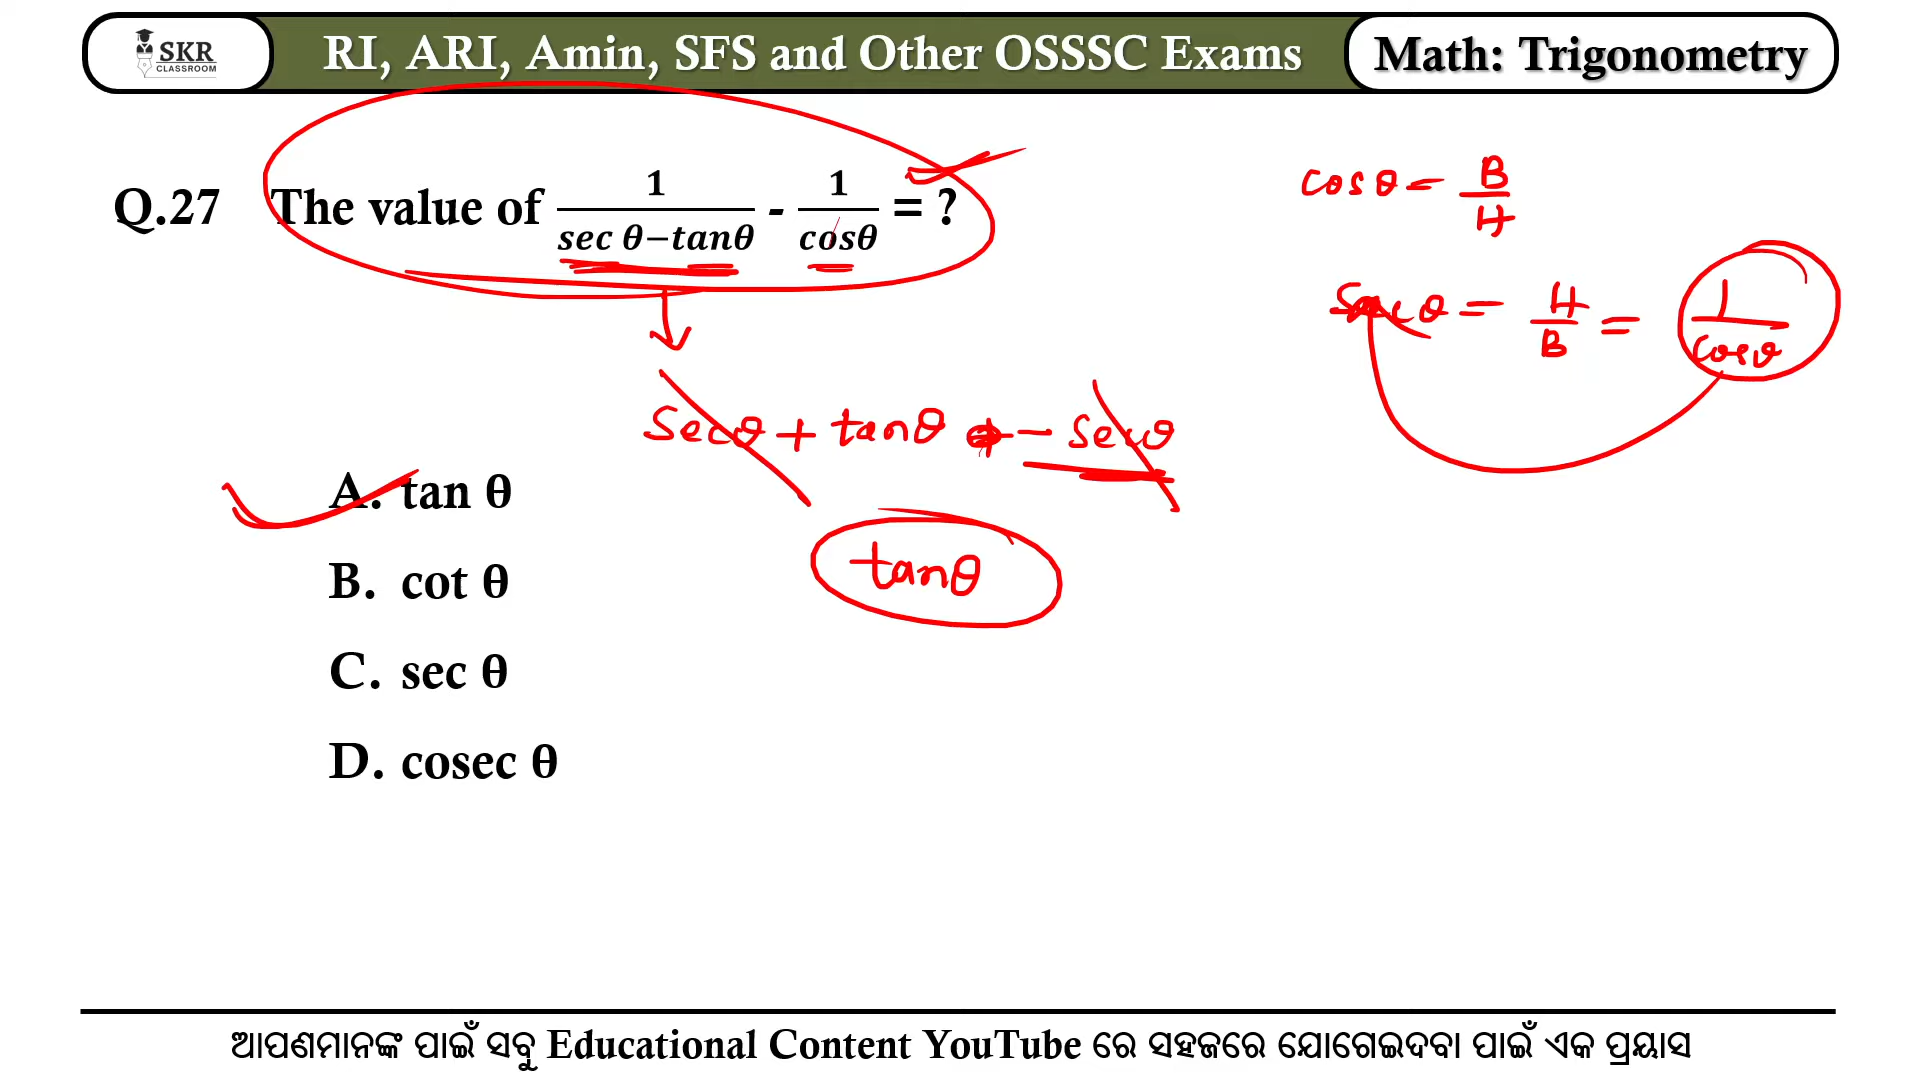 SKR
CLASSROOM
RI, ARI, Amin, SFS and Other OSSSC Exams
Math: Trigonometry
Q.27 The value of 1/(sec θ−tanθ) - 1/cosθ = ?
cosθ = B/H
secθ = H/B = 1/cosθ
secθ + tanθ - secθ
tanθ
A. tan θ
B. cot θ
C. sec θ
D. cosec θ
ଆପଣମାନଙ୍କ ପାଇଁ ସବୁ Educational Content YouTube ରେ ସହଜରେ ଯୋଗେଇଦବା ପାଇଁ ଏକ ପ୍ରୟାସ